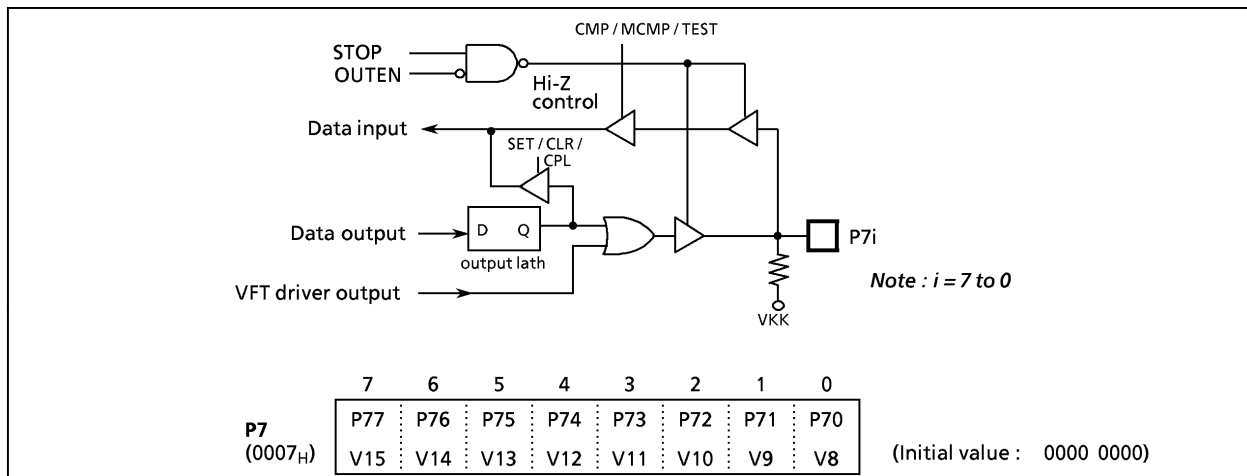 CMP / MCMP / TEST
STOP
OUTEN
Hi-Z
control
Data input
SET / CLR /
CPL
Data output
D Q
P7i
output lath
Note : i = 7 to 0
VFT driver output
VKK
7 6 5 4 3 2 1 0
P7
(0007H)
P77 P76 P75 P74 P73 P72 P71 P70
V15 V14 V13 V12 V11 V10 V9 V8
(Initial value : 0000 0000)